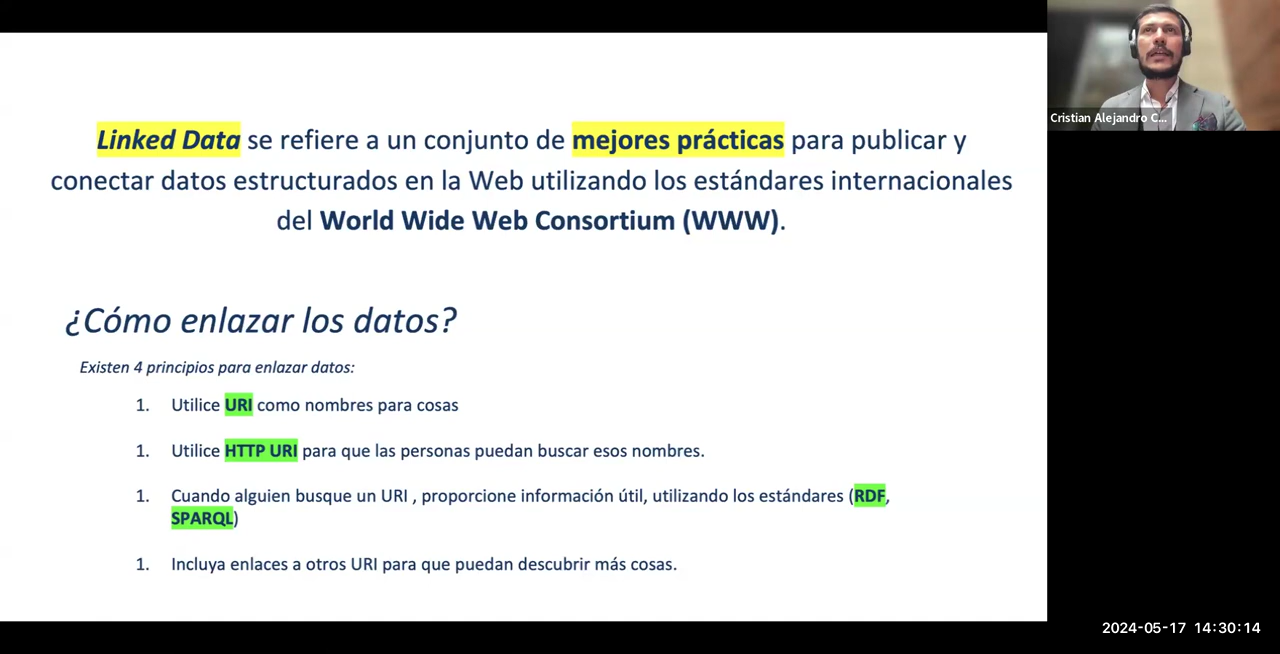 Linked Data se refiere a un conjunto de mejores prácticas para publicar y
conectar datos estructurados en la Web utilizando los estándares internacionales
del World Wide Web Consortium (WWW).
¿Cómo enlazar los datos?
Existen 4 principios para enlazar datos:
1. Utilice URI como nombres para cosas
1. Utilice HTTP URI para que las personas puedan buscar esos nombres.
1. Cuando alguien busque un URI , proporcione información útil, utilizando los estándares (RDF,
SPARQL)
1. Incluya enlaces a otros URI para que puedan descubrir más cosas.
Cristian Alejandro C...
2024-05-17 14:30:14